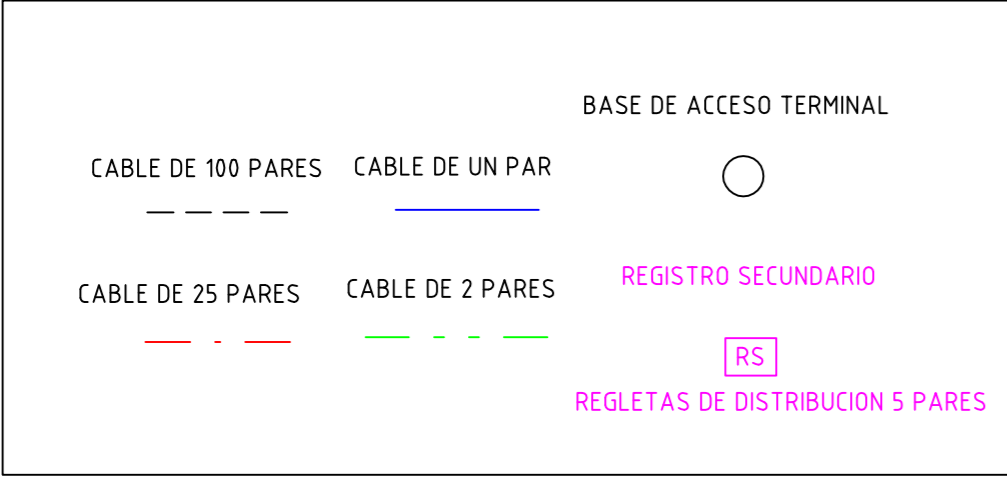 BASE DE ACCESO TERMINAL
CABLE DE 100 PARES
CABLE DE UN PAR
REGISTRO SECUNDARIO
CABLE DE 25 PARES
CABLE DE 2 PARES
RS
REGLETAS DE DISTRIBUCION 5 PARES